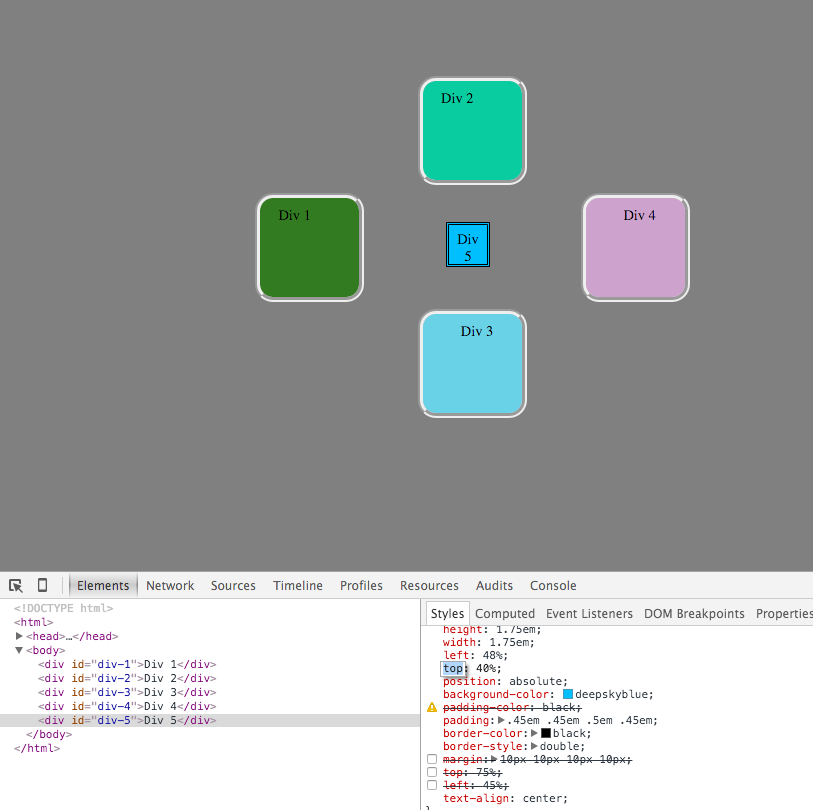 Div 2
Div 1
Div 4
Div
5
Div 3
Elements Network Sources Timeline Profiles Resources Audits Console
<!DOCTYPE html>
<html>
<head>…</head>
<body>
<div id="div-1">Div 1</div>
<div id="div-2">Div 2</div>
<div id="div-3">Div 3</div>
<div id="div-4">Div 4</div>
<div id="div-5">Div 5</div>
</body>
</html>
Styles Computed Event Listeners DOM Breakpoints Properties
height: 1.75em;
width: 1.75em;
left: 48%;
top: 40%;
position: absolute;
background-color: deepskyblue;
padding-color: black;
padding: .45em .45em .5em .45em;
border-color: black;
border-style: double;
margin: 10px 10px 10px 10px;
top: 75%;
left: 45%;
text-align: center;
}